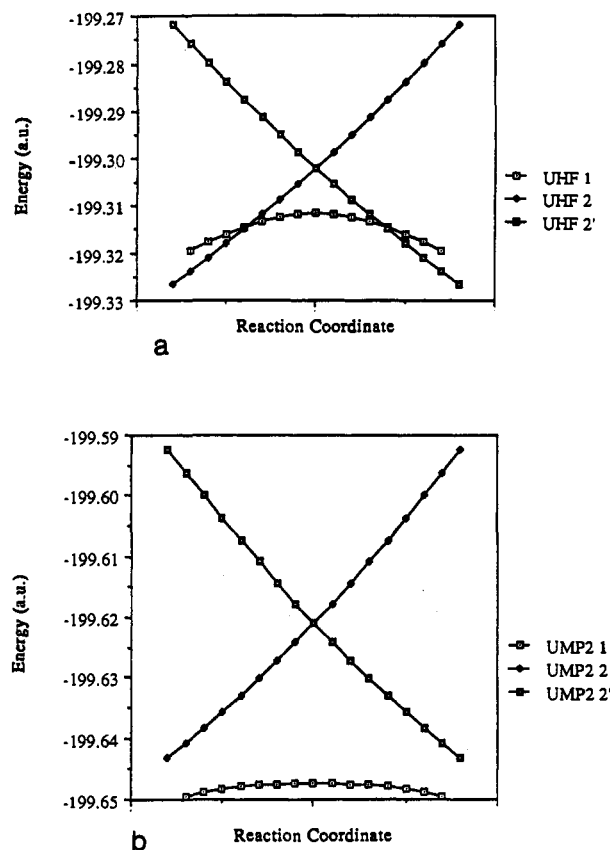 -199.27
-199.28
-199.29
-199.30
-199.31
-199.32
-199.33
Energy (a.u.)
UHF 1
UHF 2
UHF 2'
Reaction Coordinate
a
-199.59
-199.60
-199.61
-199.62
-199.63
-199.64
-199.65
Energy (a.u.)
UMP2 1
UMP2 2
UMP2 2'
Reaction Coordinate
b